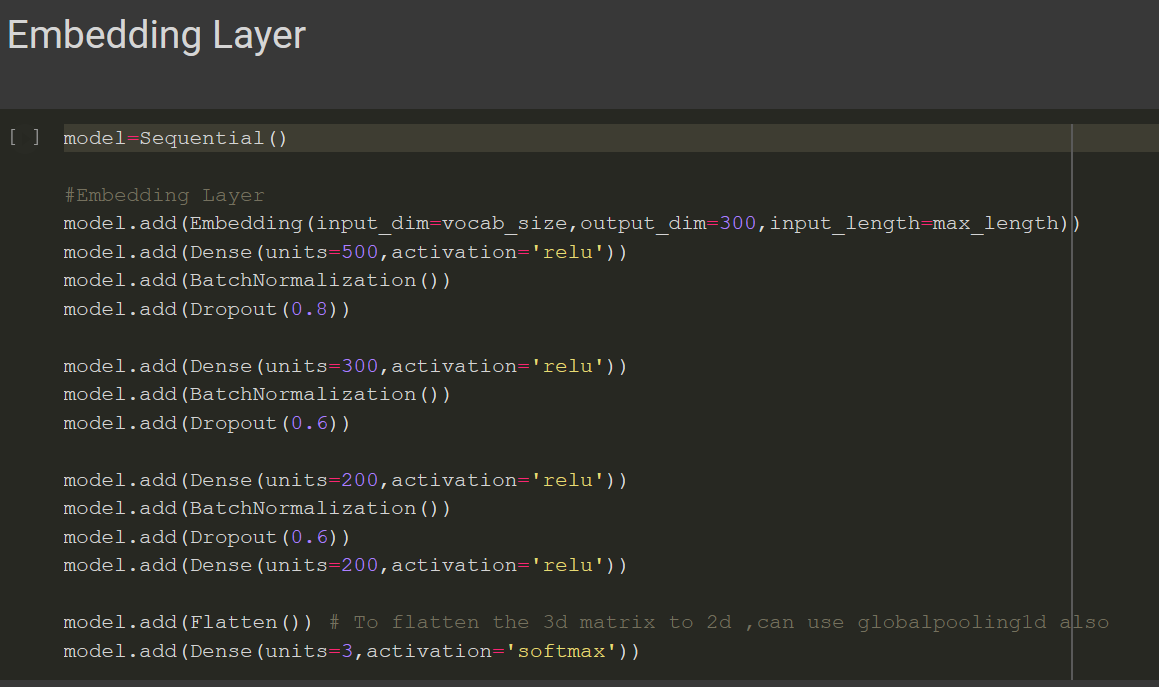 Embedding Layer
[ ] model=Sequential()
#Embedding Layer
model.add(Embedding(input_dim=vocab_size,output_dim=300,input_length=max_length))
model.add(Dense(units=500,activation='relu'))
model.add(BatchNormalization())
model.add(Dropout(0.8))
model.add(Dense(units=300,activation='relu'))
model.add(BatchNormalization())
model.add(Dropout(0.6))
model.add(Dense(units=200,activation='relu'))
model.add(BatchNormalization())
model.add(Dropout(0.6))
model.add(Dense(units=200,activation='relu'))
model.add(Flatten()) # To flatten the 3d matrix to 2d ,can use globalpooling1d also
model.add(Dense(units=3,activation='softmax'))